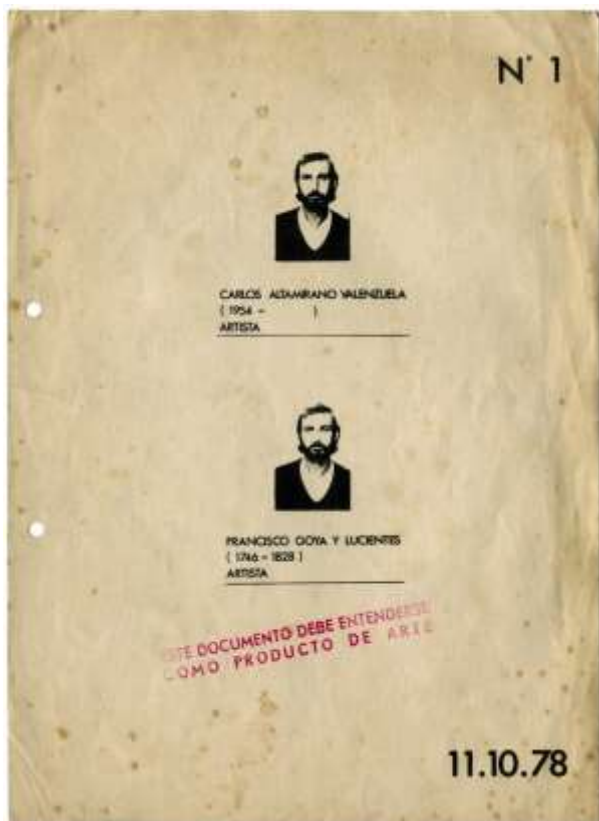 N° 1
CARLOS ALTAMIRANO VALENZUELA
( 1954 – )
ARTISTA
FRANCISCO GOYA Y LUCIENTES
( 1746 – 1828 )
ARTISTA
ESTE DOCUMENTO DEBE ENTENDERSE
COMO PRODUCTO DE ARTE
11.10.78